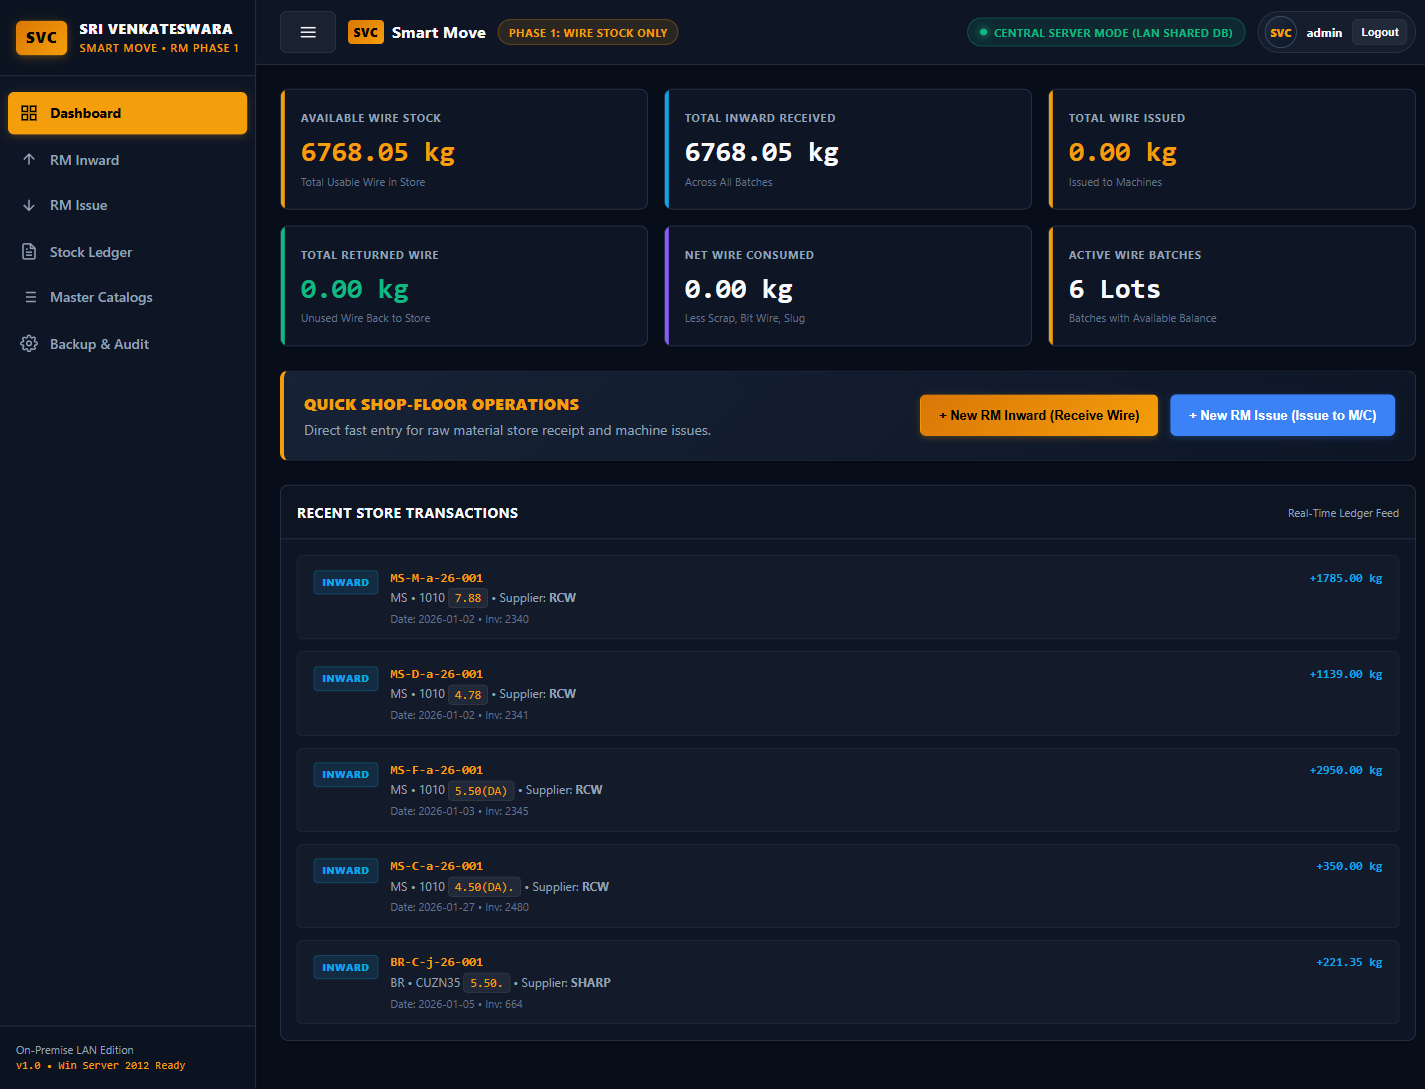 SVC
SRI VENKATESWARA
SMART MOVE • RM PHASE 1
Dashboard
RM Inward
RM Issue
Stock Ledger
Master Catalogs
Backup & Audit
On-Premise LAN Edition
v1.0 • Win Server 2012 Ready
SVC Smart Move PHASE 1: WIRE STOCK ONLY
CENTRAL SERVER MODE (LAN SHARED DB)
SVC admin Logout
AVAILABLE WIRE STOCK
6768.05 kg
Total Usable Wire in Store
TOTAL INWARD RECEIVED
6768.05 kg
Across All Batches
TOTAL WIRE ISSUED
0.00 kg
Issued to Machines
TOTAL RETURNED WIRE
0.00 kg
Unused Wire Back to Store
NET WIRE CONSUMED
0.00 kg
Less Scrap, Bit Wire, Slug
ACTIVE WIRE BATCHES
6 Lots
Batches with Available Balance
QUICK SHOP-FLOOR OPERATIONS
Direct fast entry for raw material store receipt and machine issues.
+ New RM Inward (Receive Wire)
+ New RM Issue (Issue to M/C)
RECENT STORE TRANSACTIONS
Real-Time Ledger Feed
INWARD
MS-M-a-26-001
+1785.00 kg
MS • 1010 7.88 • Supplier: RCW
Date: 2026-01-02 • Inv: 2340
INWARD
MS-D-a-26-001
+1139.00 kg
MS • 1010 4.78 • Supplier: RCW
Date: 2026-01-02 • Inv: 2341
INWARD
MS-F-a-26-001
+2950.00 kg
MS • 1010 5.50(DA) • Supplier: RCW
Date: 2026-01-03 • Inv: 2345
INWARD
MS-C-a-26-001
+350.00 kg
MS • 1010 4.50(DA). • Supplier: RCW
Date: 2026-01-27 • Inv: 2480
INWARD
BR-C-j-26-001
+221.35 kg
BR • CUZN35 5.50. • Supplier: SHARP
Date: 2026-01-05 • Inv: 664